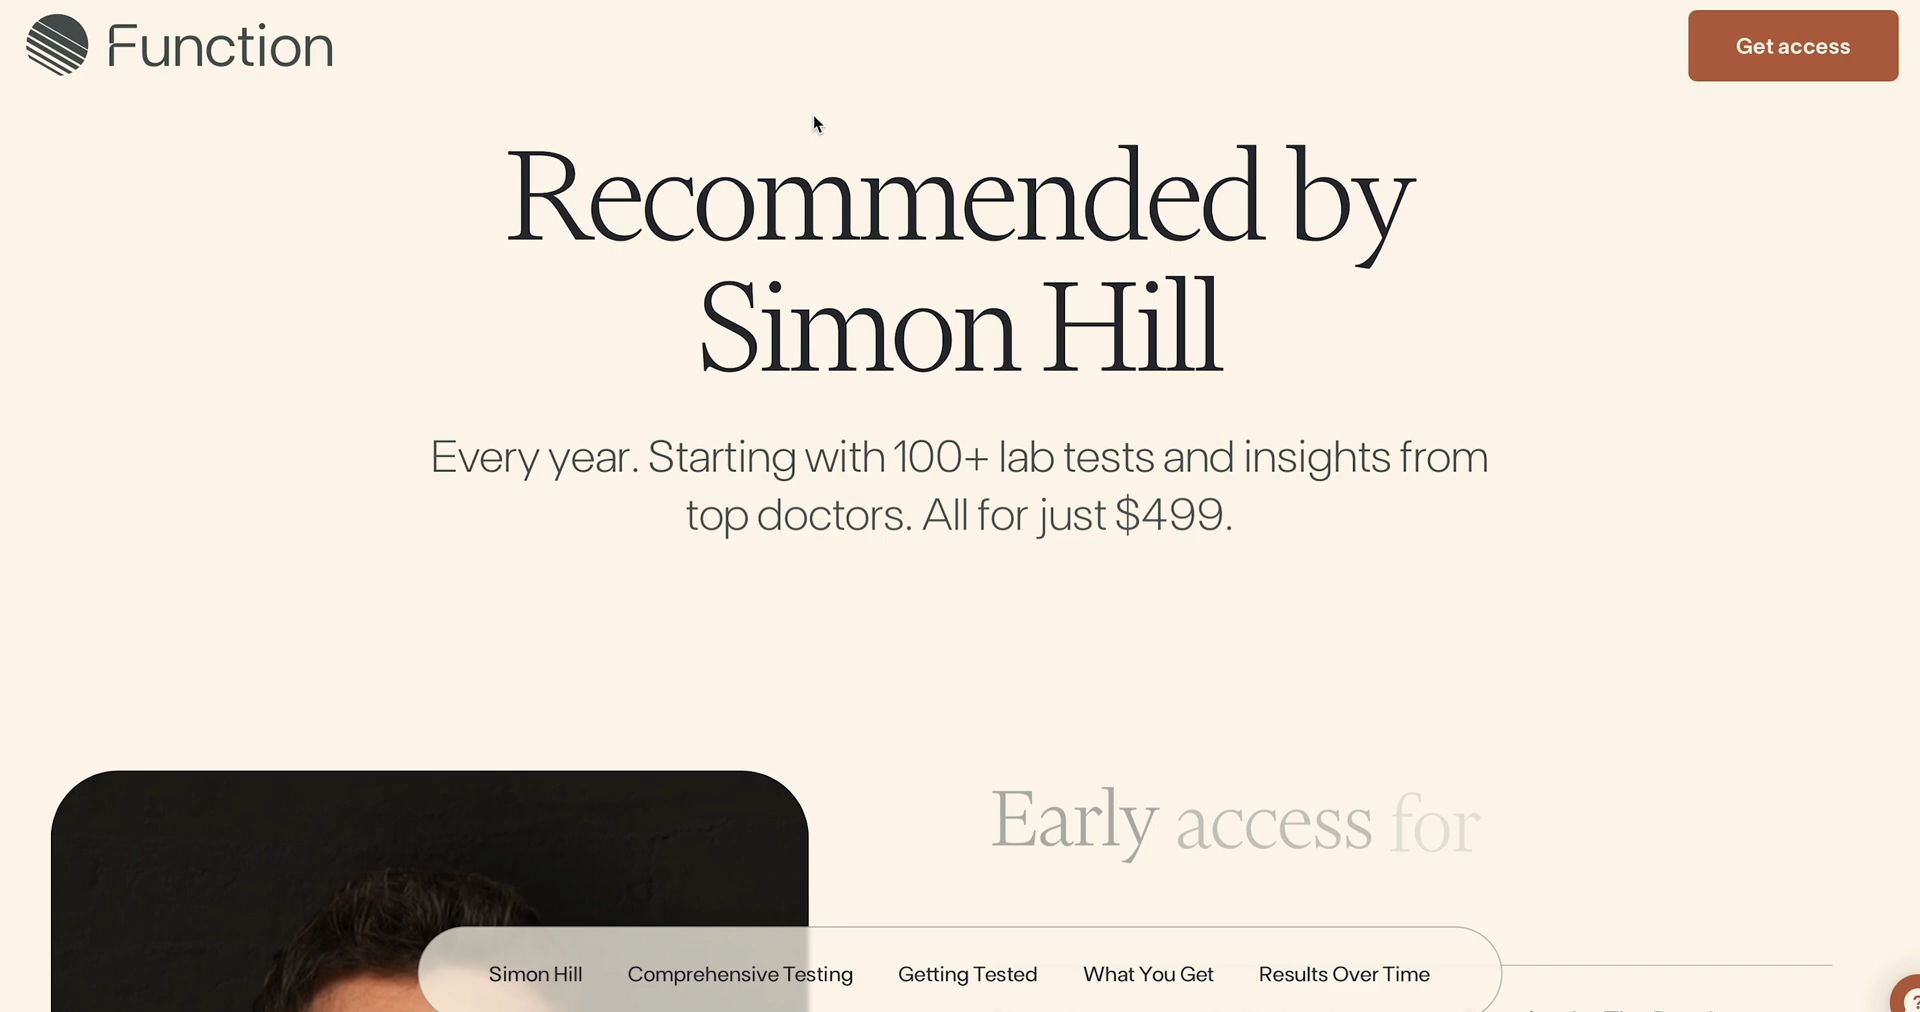 Function
Get access
Recommended by
Simon Hill
Every year. Starting with 100+ lab tests and insights from
top doctors. All for just $499.
Early access for
Simon Hill
Comprehensive Testing
Getting Tested
What You Get
Results Over Time
?